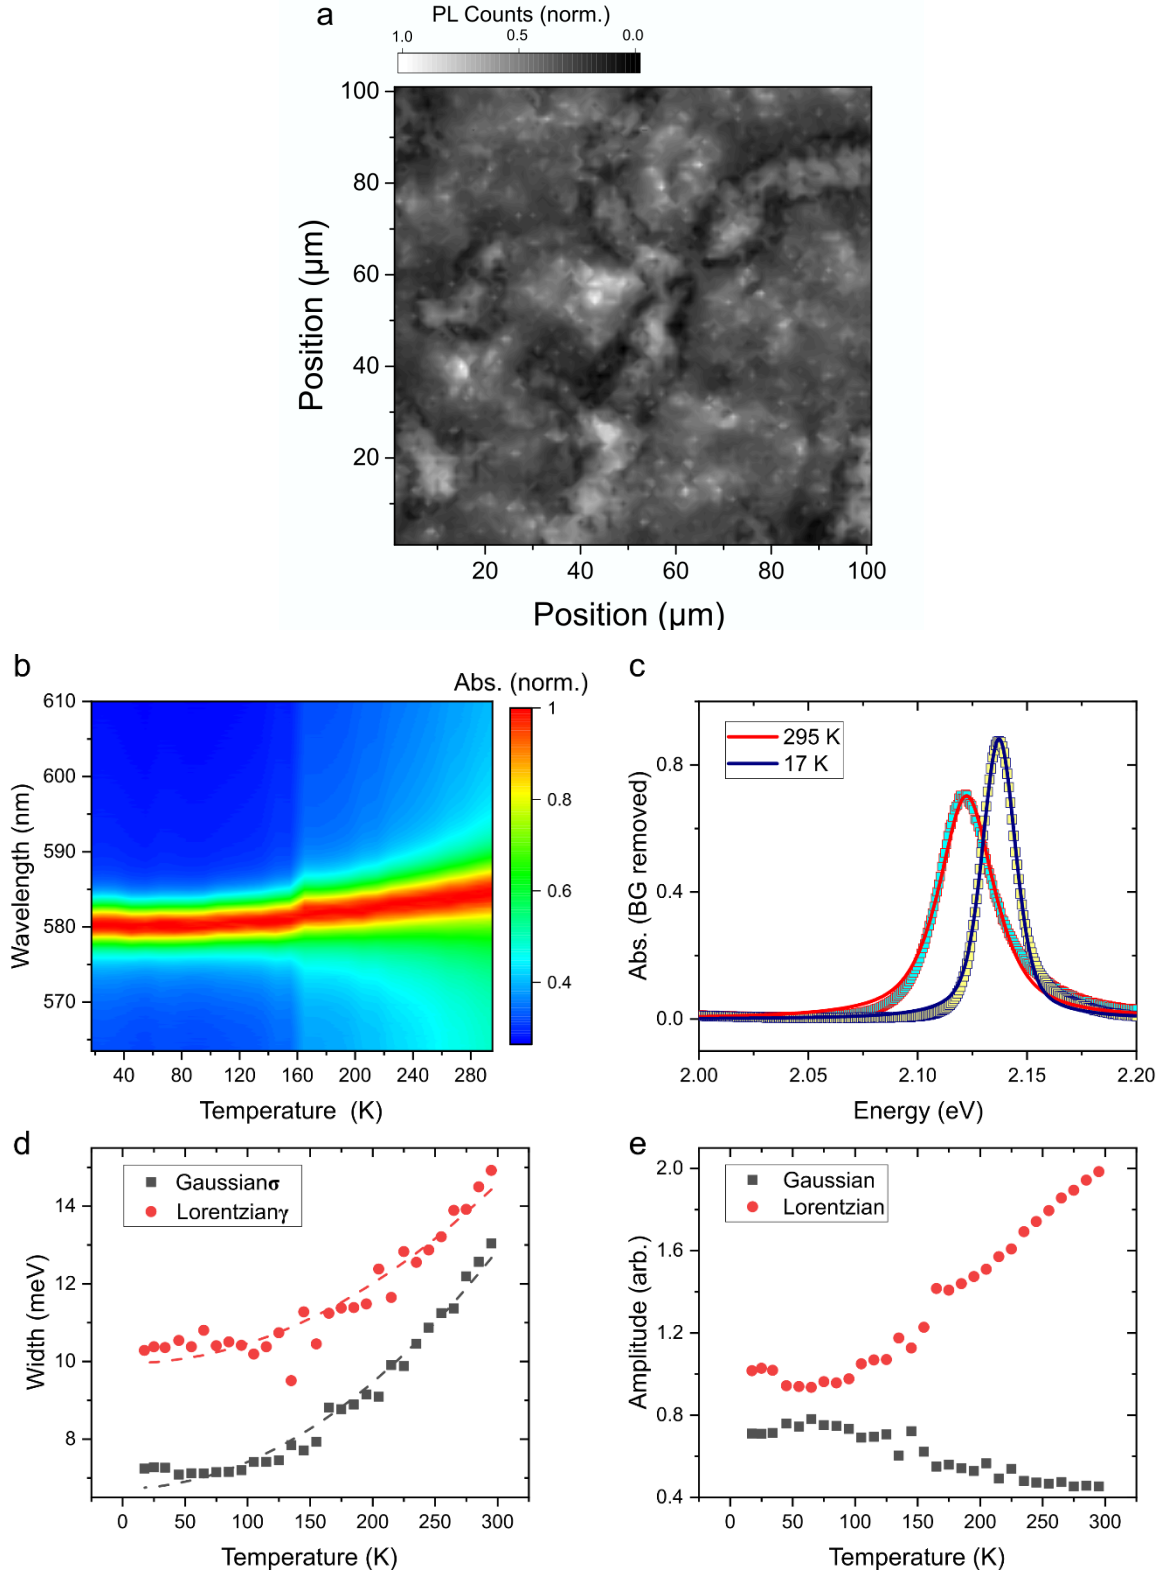 a
PL Counts (norm.)
1.0 0.5 0.0
100
80
60
40
20
Position (µm)
20 40 60 80 100
Position (µm)
b
Abs. (norm.)
610
600
590
580
570
Wavelength (nm)
1
0.8
0.6
0.4
40 80 120 160 200 240 280
Temperature (K)
c
295 K
17 K
0.8
0.4
0.0
Abs. (BG removed)
2.00 2.05 2.10 2.15 2.20
Energy (eV)
d
Gaussianσ
Lorentzianγ
14
12
10
8
Width (meV)
0 50 100 150 200 250 300
Temperature (K)
e
Gaussian
Lorentzian
2.0
1.6
1.2
0.8
0.4
Amplitude (arb.)
0 50 100 150 200 250 300
Temperature (K)